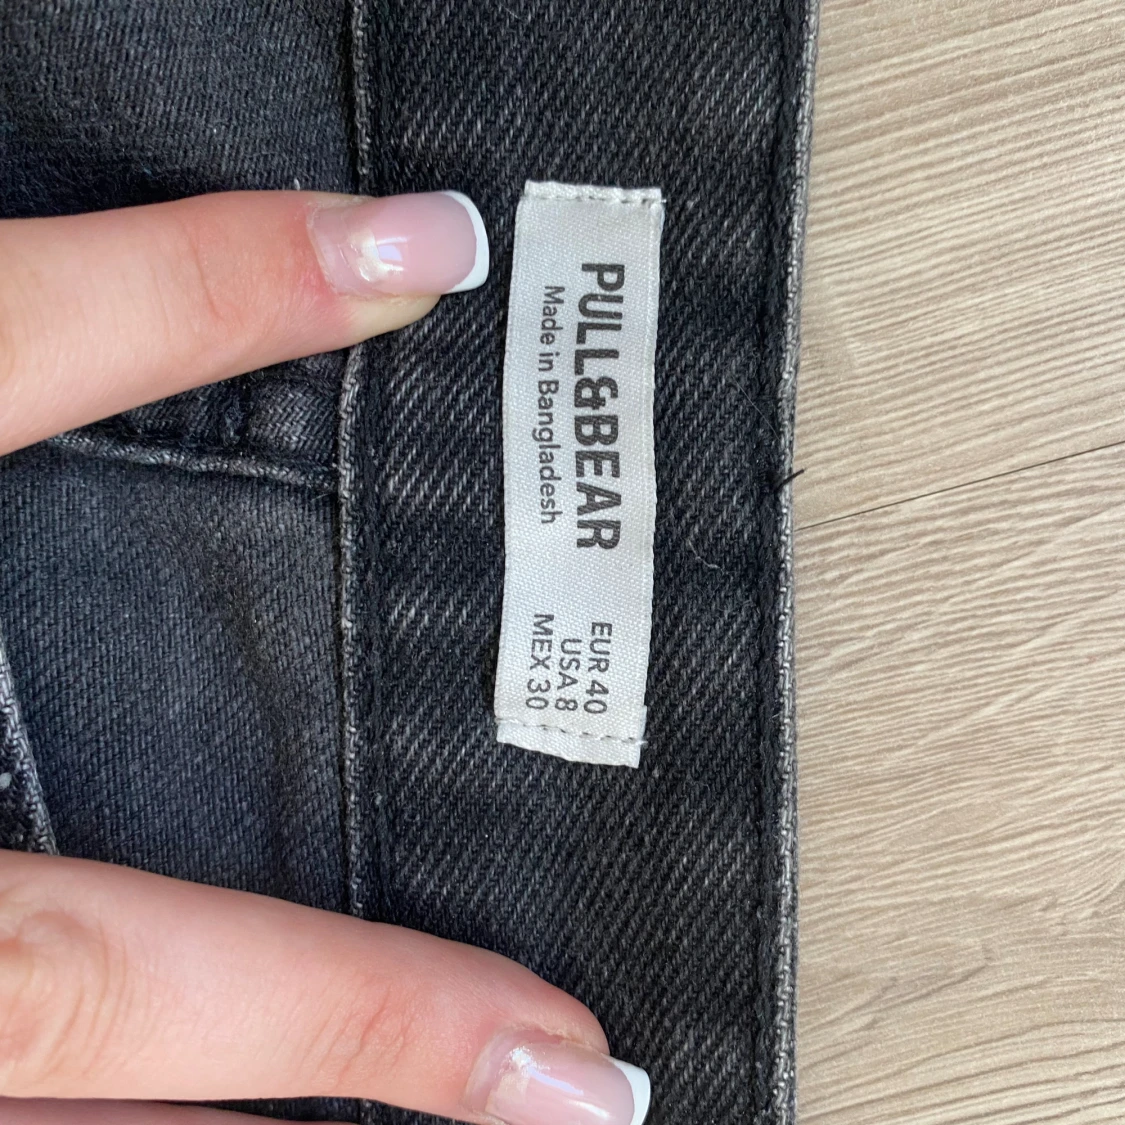 PULL&BEAR
Made in Bangladesh
EUR 40
USA 8
MEX 30